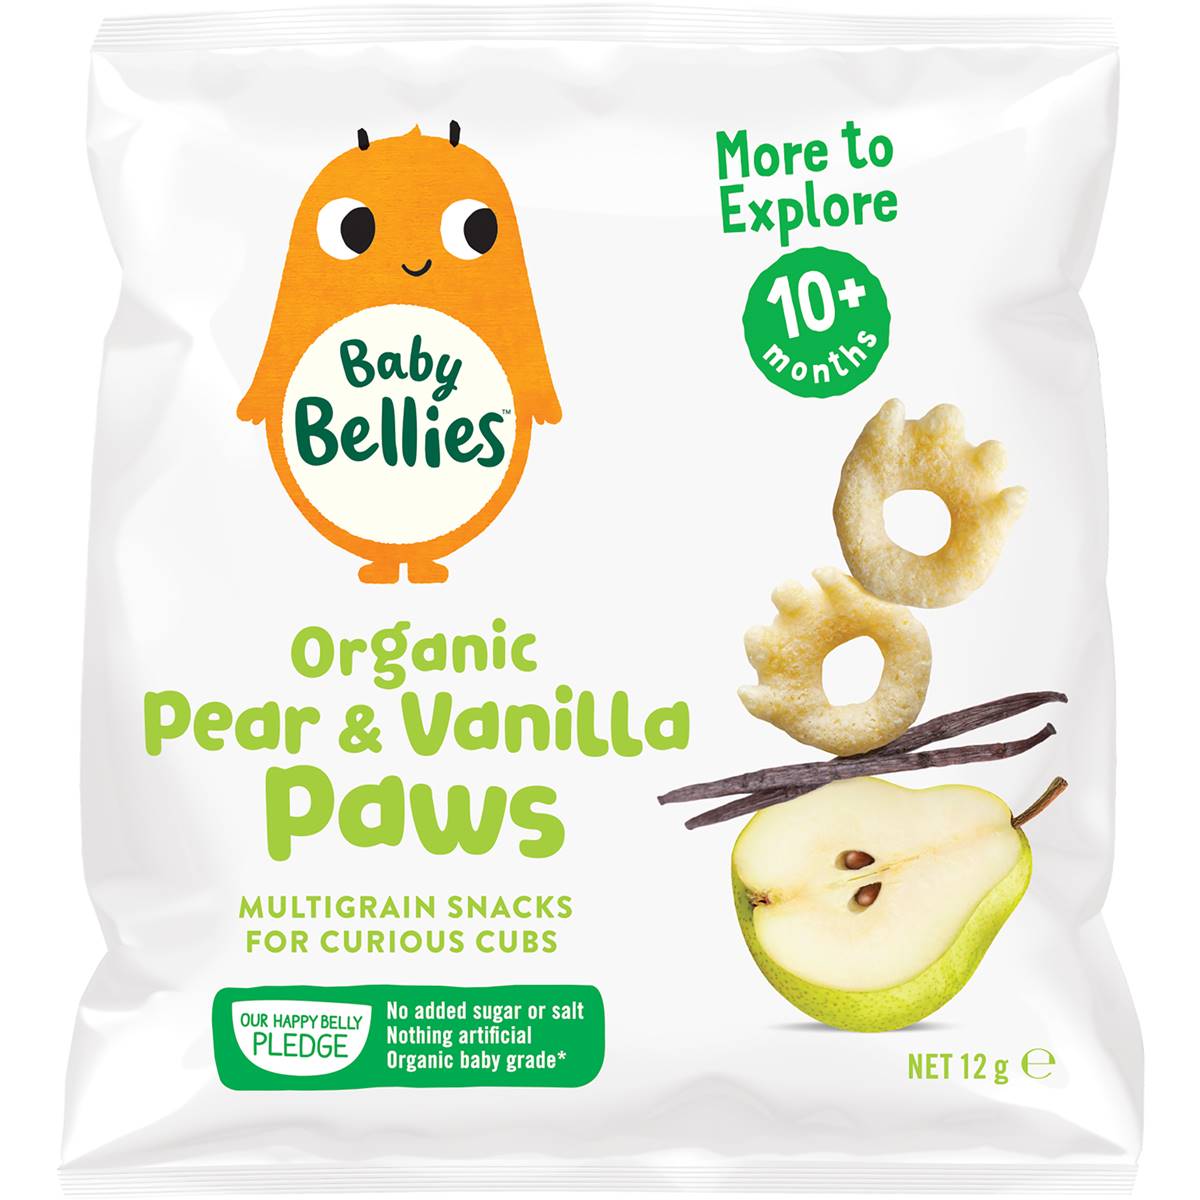 Baby
Bellies™
More to
Explore
10+
months
Organic
Pear & Vanilla
Paws
MULTIGRAIN SNACKS
FOR CURIOUS CUBS
OUR HAPPY BELLY
PLEDGE
No added sugar or salt
Nothing artificial
Organic baby grade*
NET 12 g ℮